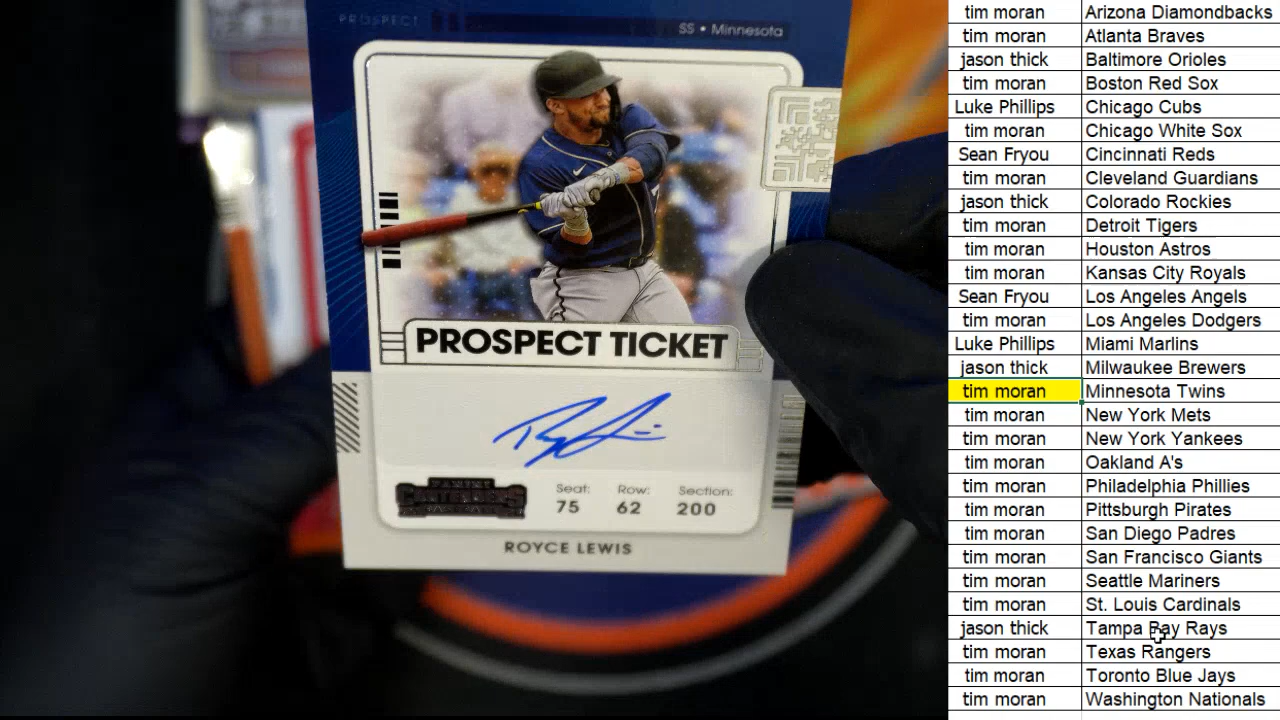 PROSPECT
SS • Minnesota
PROSPECT TICKET
PANINI
CONTENDERS
Seat: Row: Section:
75 62 200
ROYCE LEWIS
tim moran Arizona Diamondbacks
tim moran Atlanta Braves
jason thick Baltimore Orioles
tim moran Boston Red Sox
Luke Phillips Chicago Cubs
tim moran Chicago White Sox
Sean Fryou Cincinnati Reds
tim moran Cleveland Guardians
jason thick Colorado Rockies
tim moran Detroit Tigers
tim moran Houston Astros
tim moran Kansas City Royals
Sean Fryou Los Angeles Angels
tim moran Los Angeles Dodgers
Luke Phillips Miami Marlins
jason thick Milwaukee Brewers
tim moran Minnesota Twins
tim moran New York Mets
tim moran New York Yankees
tim moran Oakland A's
tim moran Philadelphia Phillies
tim moran Pittsburgh Pirates
tim moran San Diego Padres
tim moran San Francisco Giants
tim moran Seattle Mariners
tim moran St. Louis Cardinals
jason thick Tampa Bay Rays
tim moran Texas Rangers
tim moran Toronto Blue Jays
tim moran Washington Nationals